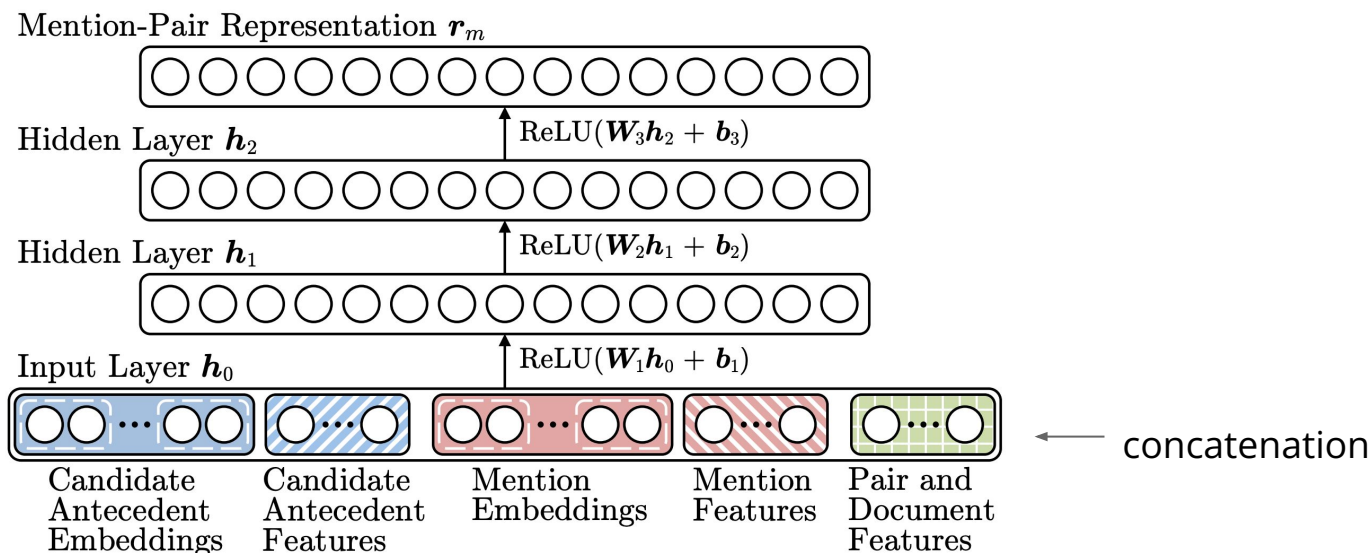 Mention-Pair Representation r_m
Hidden Layer h_2
ReLU(W_3h_2 + b_3)
Hidden Layer h_1
ReLU(W_2h_1 + b_2)
Input Layer h_0
ReLU(W_1h_0 + b_1)
concatenation
Candidate Antecedent Embeddings
Candidate Antecedent Features
Mention Embeddings
Mention Features
Pair and Document Features